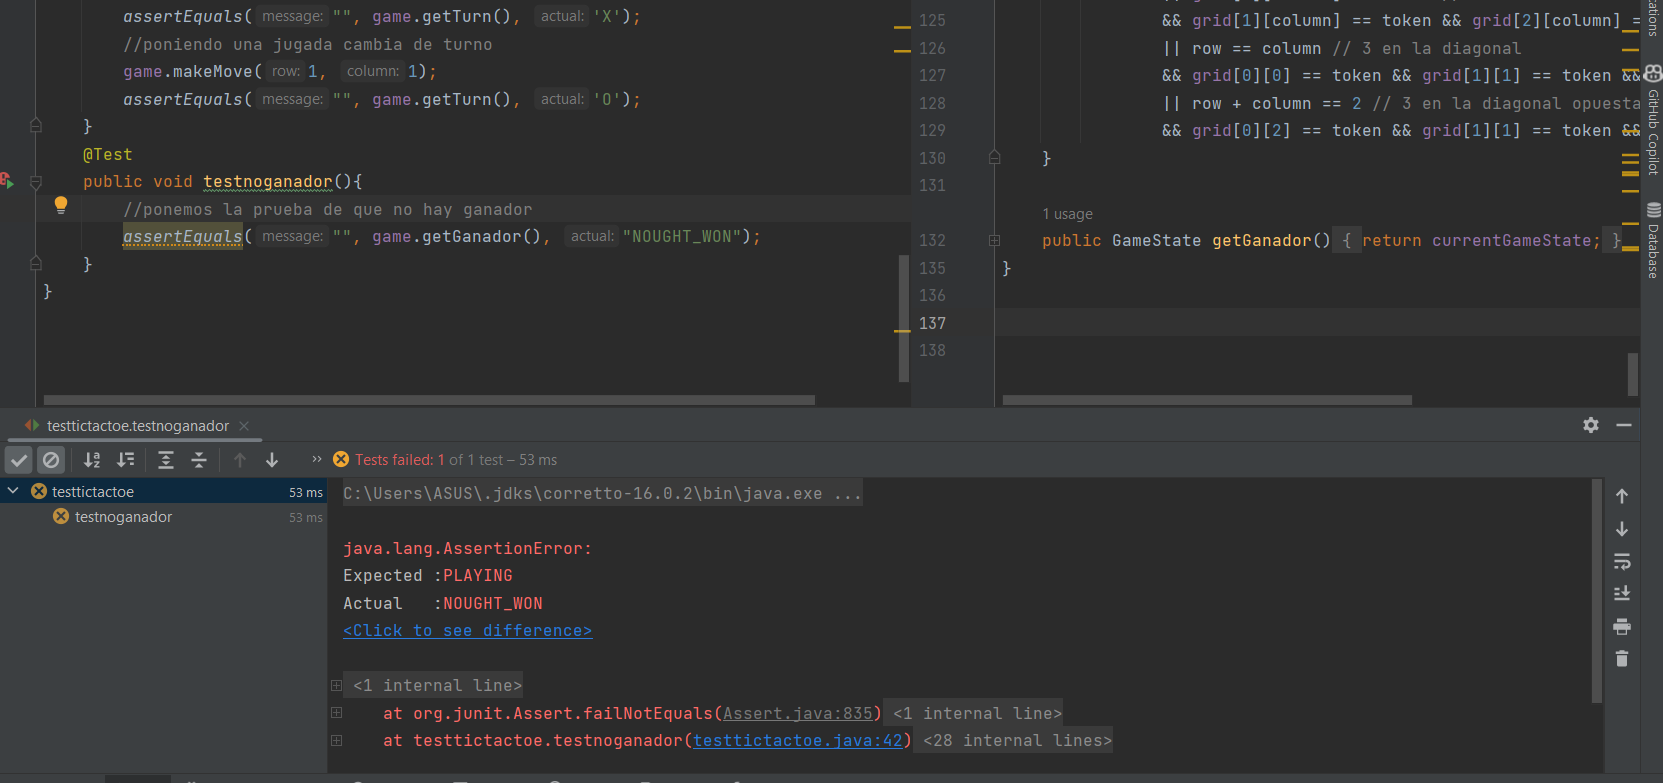 assertEquals( message: "", game.getTurn(), actual: 'X');
//poniendo una jugada cambia de turno
game.makeMove( row: 1, column: 1);
assertEquals( message: "", game.getTurn(), actual: 'O');
}
@Test
public void testnoganador(){
//ponemos la prueba de que no hay ganador
assertEquals( message: "", game.getGanador(), actual: "NOUGHT_WON");
}
}
125 && grid[1][column] == token && grid[2][column] =
126 || row == column // 3 en la diagonal
127 && grid[0][0] == token && grid[1][1] == token &&
128 || row + column == 2 // 3 en la diagonal opuesta
129 && grid[0][2] == token && grid[1][1] == token &&
130 }
131
1 usage
132 public GameState getGanador() { return currentGameState; }
135 }
136
137
138
GitHub Copilot
Database
testtictactoe.testnoganador
Tests failed: 1 of 1 test – 53 ms
testtictactoe 53 ms
testnoganador 53 ms
C:\Users\ASUS\.jdks\corretto-16.0.2\bin\java.exe ...
java.lang.AssertionError:
Expected :PLAYING
Actual :NOUGHT_WON
<Click to see difference>
<1 internal line>
at org.junit.Assert.failNotEquals(Assert.java:835) <1 internal line>
at testtictactoe.testnoganador(testtictactoe.java:42) <28 internal lines>